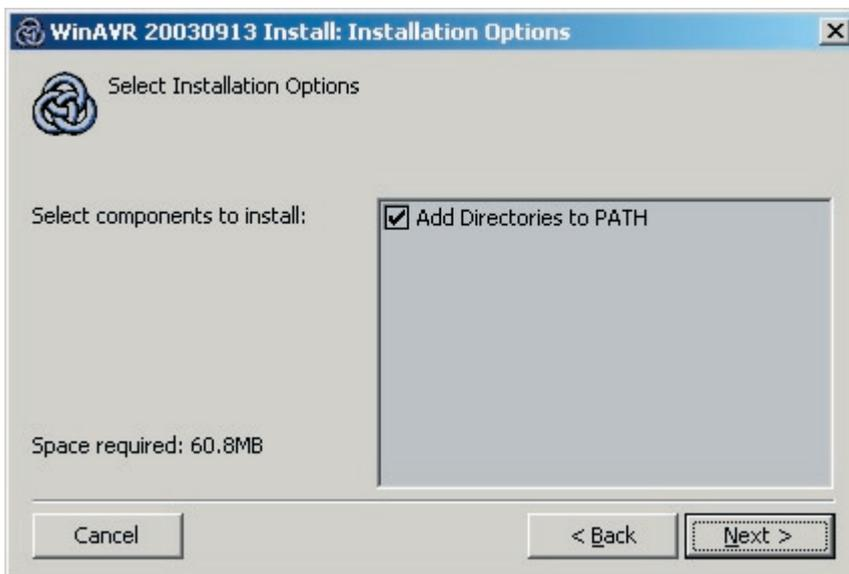 WinAVR 20030913 Install: Installation Options
Select Installation Options
Select components to install:
Add Directories to PATH
Space required: 60.8MB
Cancel
< Back
Next >